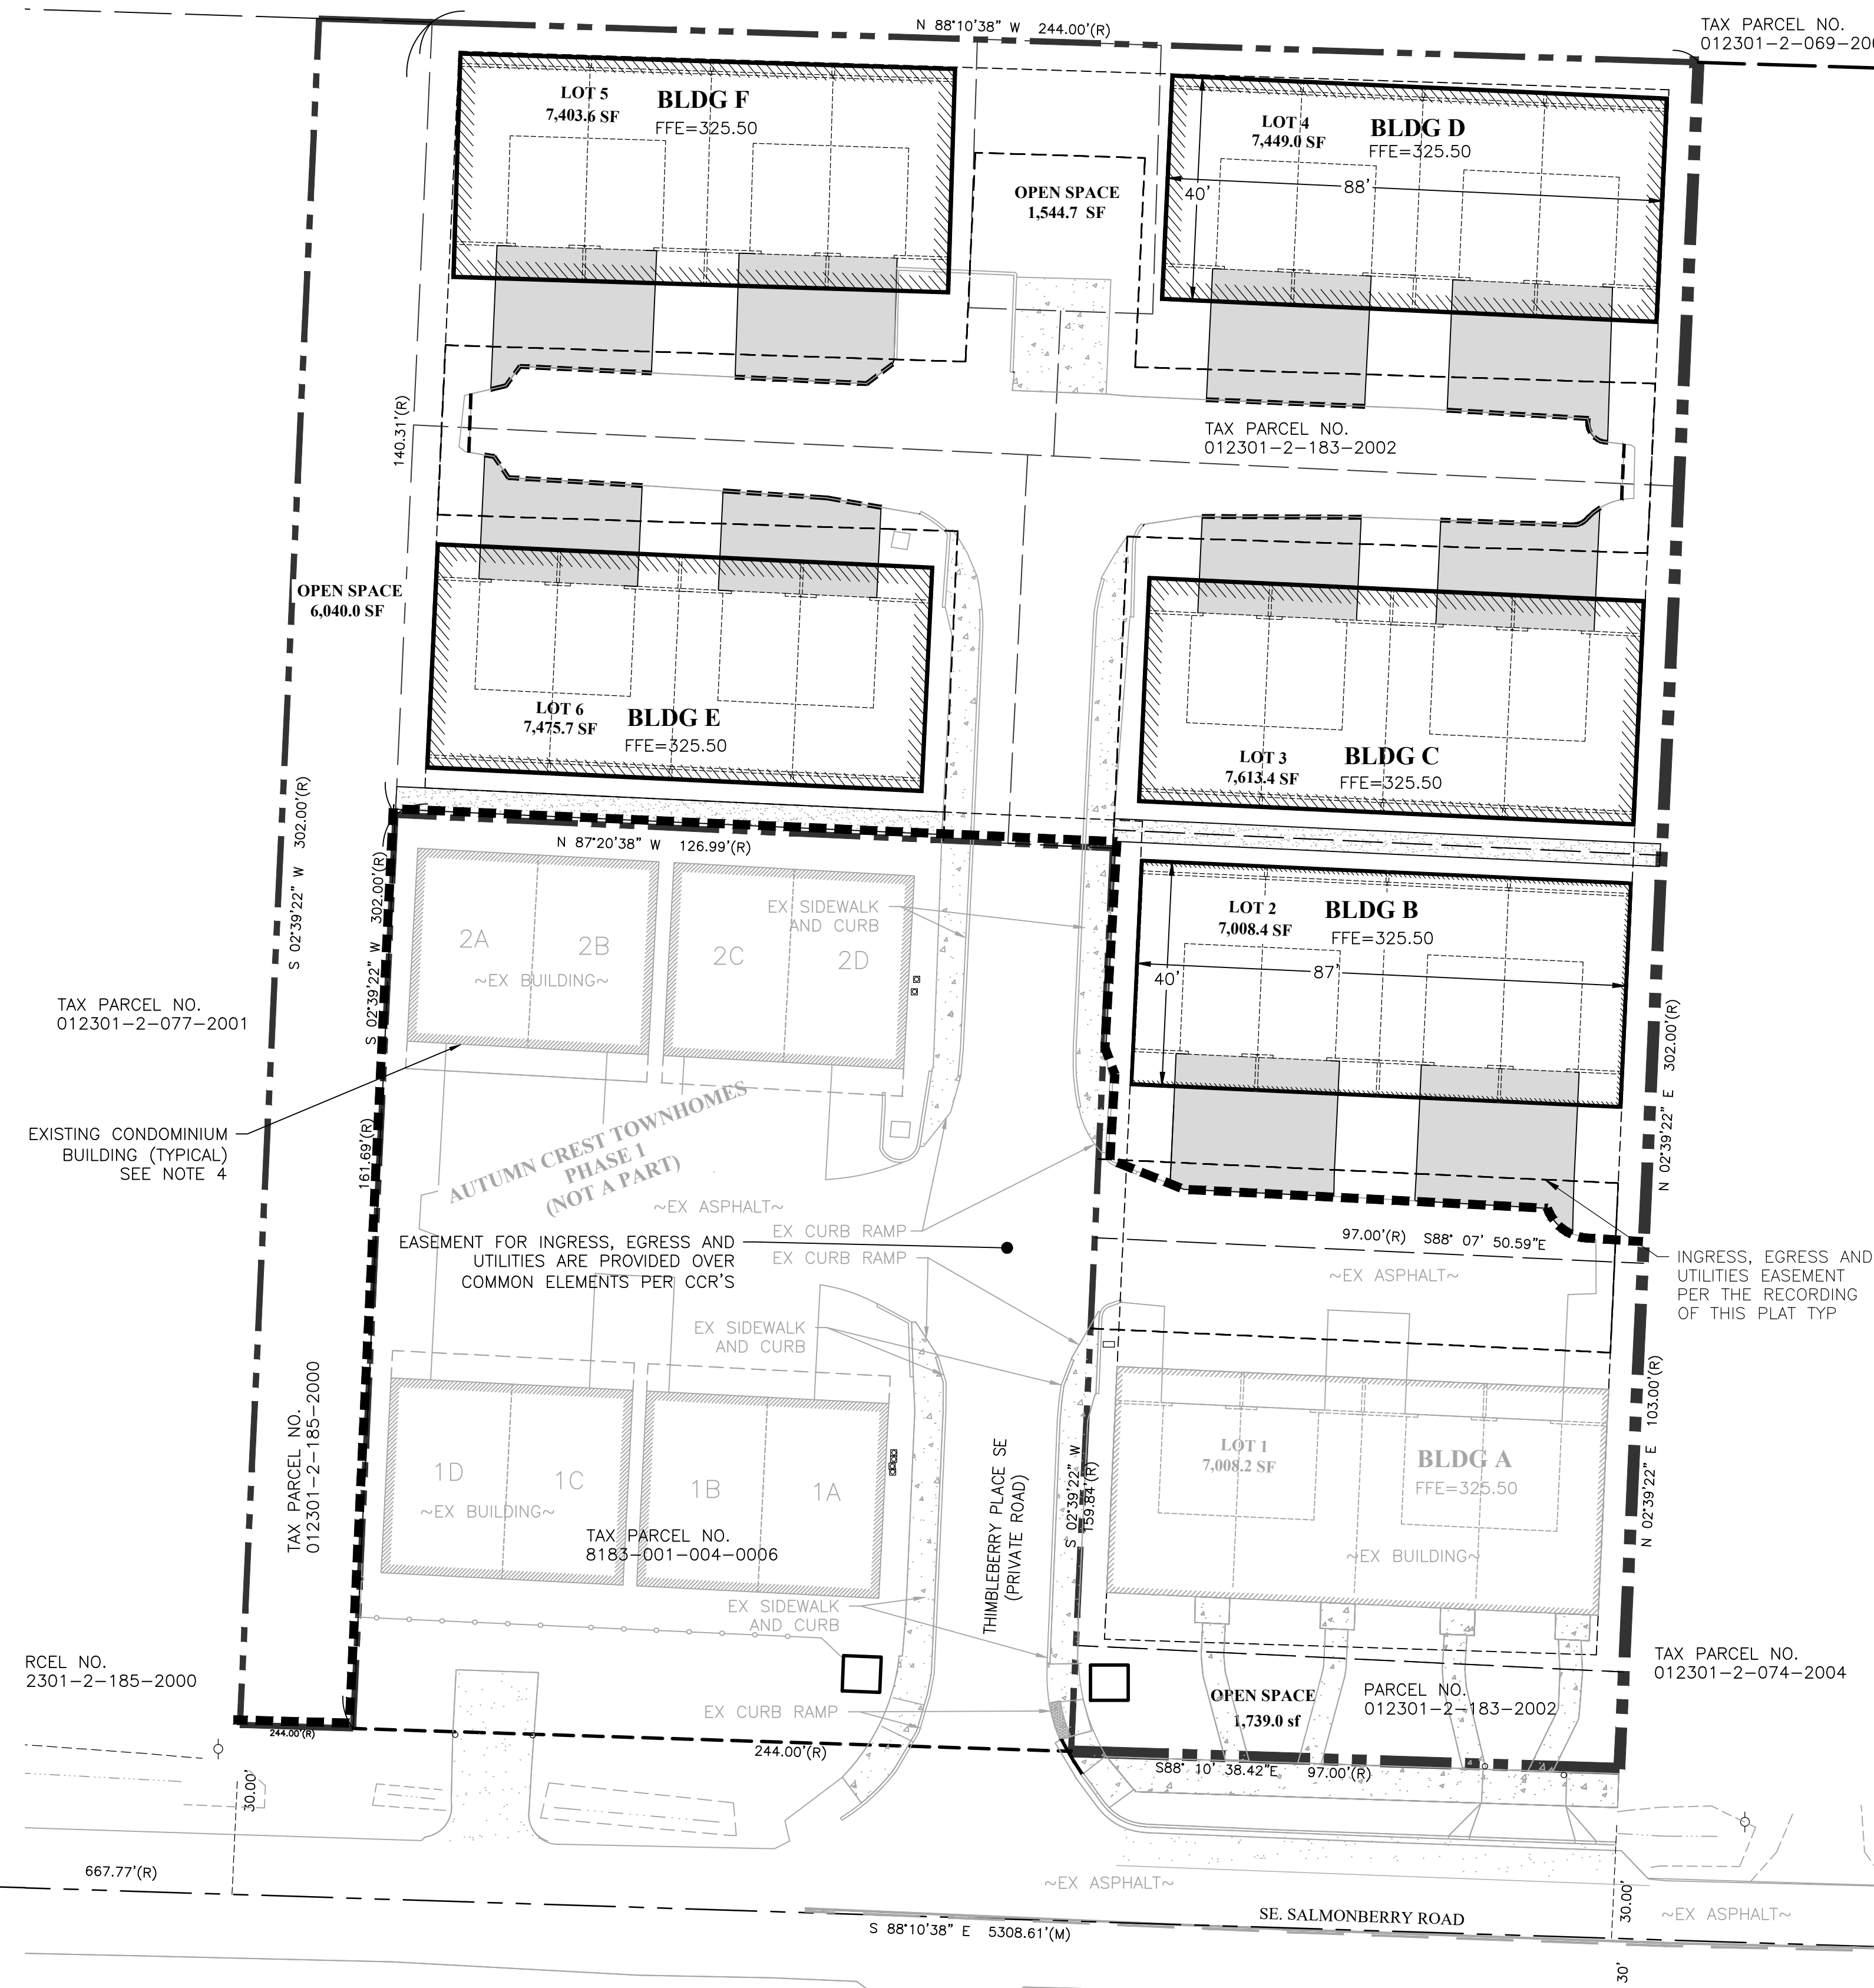 N 88°10'38" W 244.00'(R)
TAX PARCEL NO.
012301-2-069-20
LOT 5
7,403.6 SF
BLDG F
FFE=325.50
LOT 4
7,449.0 SF
BLDG D
FFE=325.50
88'
40'
OPEN SPACE
1,544.7 SF
140.31'(R)
TAX PARCEL NO.
012301-2-183-2002
OPEN SPACE
6,040.0 SF
LOT 6
7,475.7 SF
BLDG E
FFE=325.50
LOT 3
7,613.4 SF
BLDG C
FFE=325.50
S 02°39'22" W 302.00'(R)
S 02°39'22" W 302.00'(R)
N 87°20'38" W 126.99'(R)
2A
2B
~EX BUILDING~
2C
2D
EX SIDEWALK
AND CURB
LOT 2
7,008.4 SF
BLDG B
FFE=325.50
87'
40'
TAX PARCEL NO.
012301-2-077-2001
N 02°39'22" E 302.00'(R)
EXISTING CONDOMINIUM
BUILDING (TYPICAL)
SEE NOTE 4
161.69'(R)
AUTUMN CREST TOWNHOMES
PHASE 1
(NOT A PART)
~EX ASPHALT~
EX CURB RAMP
EX CURB RAMP
EASEMENT FOR INGRESS, EGRESS AND
UTILITIES ARE PROVIDED OVER
COMMON ELEMENTS PER CCR'S
97.00'(R) S88° 07' 50.59"E
~EX ASPHALT~
INGRESS, EGRESS AND
UTILITIES EASEMENT
PER THE RECORDING
OF THIS PLAT TYP
EX SIDEWALK
AND CURB
TAX PARCEL NO.
012301-2-185-2000
N 02°39'22" E 103.00'(R)
1D
1C
~EX BUILDING~
1B
1A
TAX PARCEL NO.
8183-001-004-0006
THIMBLEBERRY PLACE SE
(PRIVATE ROAD)
S 02°39'22" W
159.84'(R)
LOT 1
7,008.2 SF
BLDG A
FFE=325.50
~EX BUILDING~
EX SIDEWALK
AND CURB
RCEL NO.
2301-2-185-2000
TAX PARCEL NO.
012301-2-074-2004
OPEN SPACE
1,739.0 sf
PARCEL NO.
012301-2-183-2002
EX CURB RAMP
244.00'(R)
244.00'(R)
S88° 10' 38.42"E 97.00'(R)
30.00'
667.77'(R)
~EX ASPHALT~
30.00'
~EX ASPHALT~
SE. SALMONBERRY ROAD
S 88°10'38" E 5308.61'(M)
30'